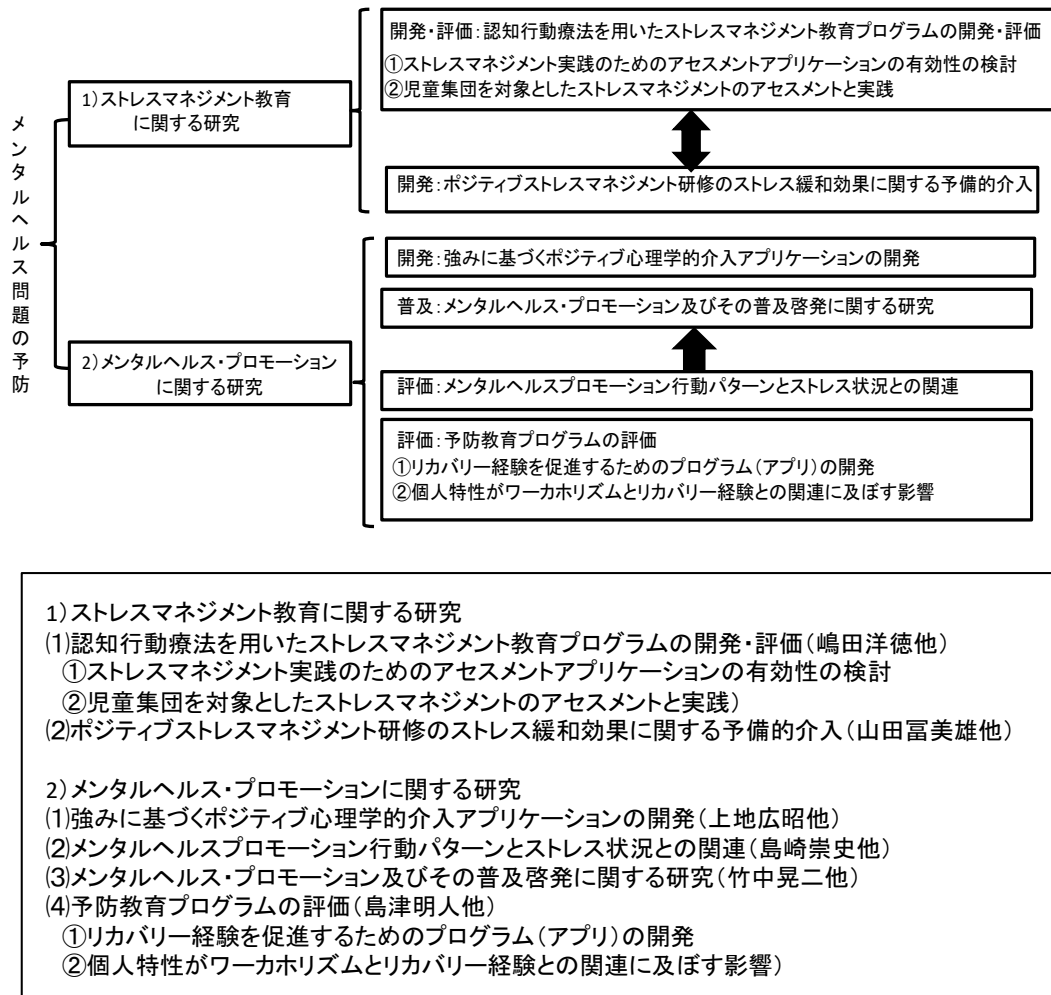 メンタルヘルス問題の予防
1)ストレスマネジメント教育
に関する研究
開発・評価:認知行動療法を用いたストレスマネジメント教育プログラムの開発・評価
①ストレスマネジメント実践のためのアセスメントアプリケーションの有効性の検討
②児童集団を対象としたストレスマネジメントのアセスメントと実践
開発:ポジティブストレスマネジメント研修のストレス緩和効果に関する予備的介入
2)メンタルヘルス・プロモーション
に関する研究
開発:強みに基づくポジティブ心理学的介入アプリケーションの開発
普及:メンタルヘルス・プロモーション及びその普及啓発に関する研究
評価:メンタルヘルスプロモーション行動パターンとストレス状況との関連
評価:予防教育プログラムの評価
①リカバリー経験を促進するためのプログラム(アプリ)の開発
②個人特性がワーカホリズムとリカバリー経験との関連に及ぼす影響
1)ストレスマネジメント教育に関する研究
⑴認知行動療法を用いたストレスマネジメント教育プログラムの開発・評価(嶋田洋徳他)
①ストレスマネジメント実践のためのアセスメントアプリケーションの有効性の検討
②児童集団を対象としたストレスマネジメントのアセスメントと実践)
⑵ポジティブストレスマネジメント研修のストレス緩和効果に関する予備的介入(山田冨美雄他)
2)メンタルヘルス・プロモーションに関する研究
⑴強みに基づくポジティブ心理学的介入アプリケーションの開発(上地広昭他)
⑵メンタルヘルスプロモーション行動パターンとストレス状況との関連(島崎崇史他)
⑶メンタルヘルス・プロモーション及びその普及啓発に関する研究(竹中晃二他)
⑷予防教育プログラムの評価(島津明人他)
①リカバリー経験を促進するためのプログラム(アプリ)の開発
②個人特性がワーカホリズムとリカバリー経験との関連に及ぼす影響)